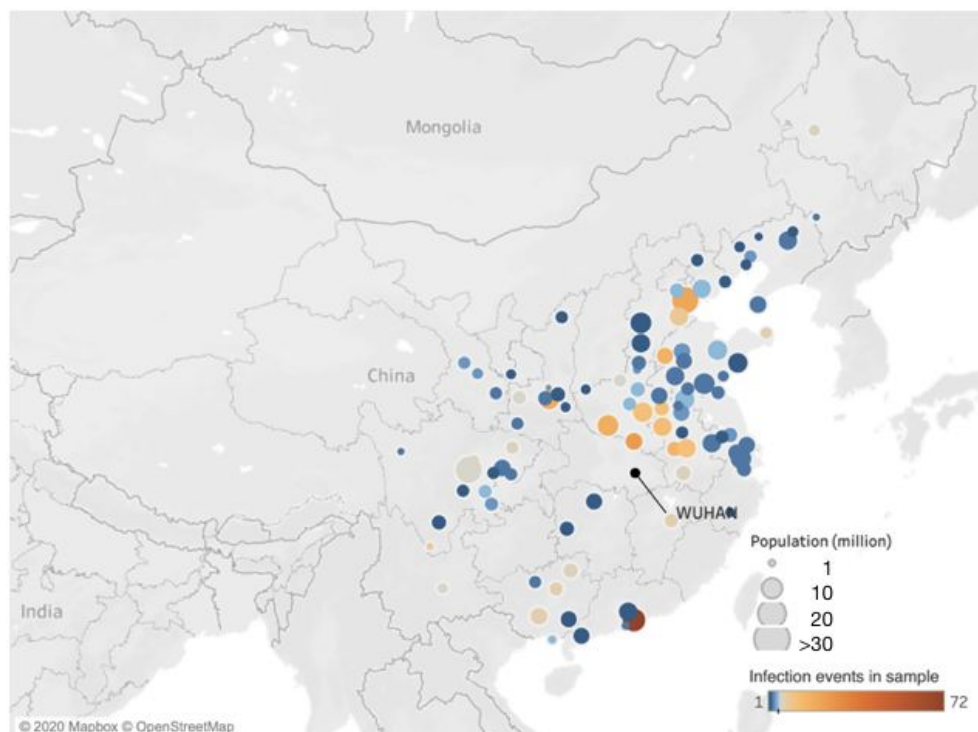 Mongolia
China
India
WUHAN
Population (million)
1
10
20
>30
Infection events in sample
1 72
© 2020 Mapbox © OpenStreetMap